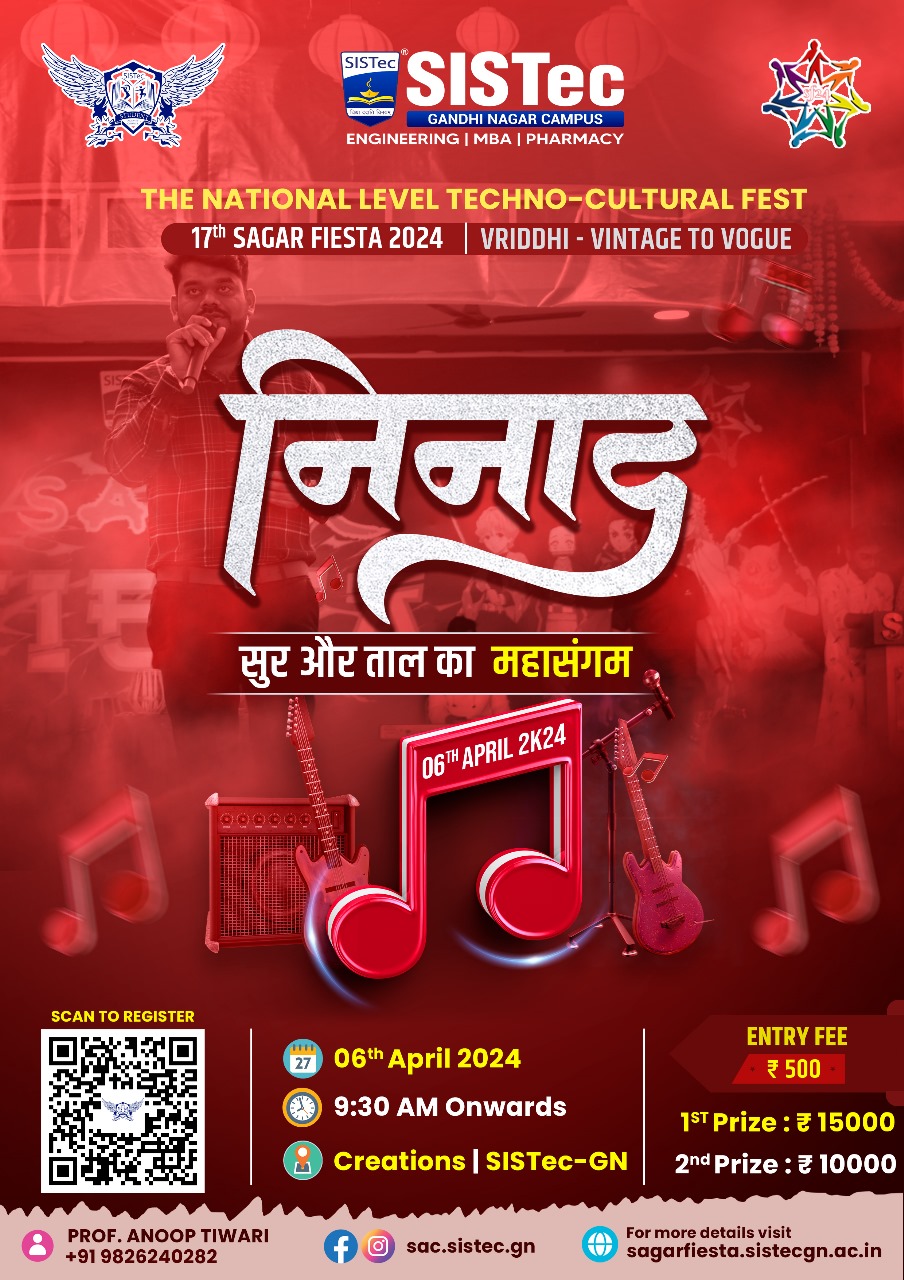 SISTec
SISTec
®
SISTec
GANDHI NAGAR CAMPUS
ENGINEERING | MBA | PHARMACY
THE NATIONAL LEVEL TECHNO-CULTURAL FEST
17th SAGAR FIESTA 2024 | VRIDDHI - VINTAGE TO VOGUE
निनाद
सुर और ताल का महासंगम
06TH APRIL 2K24
SCAN TO REGISTER
27
06th April 2024
9:30 AM Onwards
Creations | SISTec-GN
ENTRY FEE
₹ 500
1ST Prize : ₹ 15000
2nd Prize : ₹ 10000
PROF. ANOOP TIWARI
+91 9826240282
sac.sistec.gn
For more details visit
sagarfiesta.sistecgn.ac.in